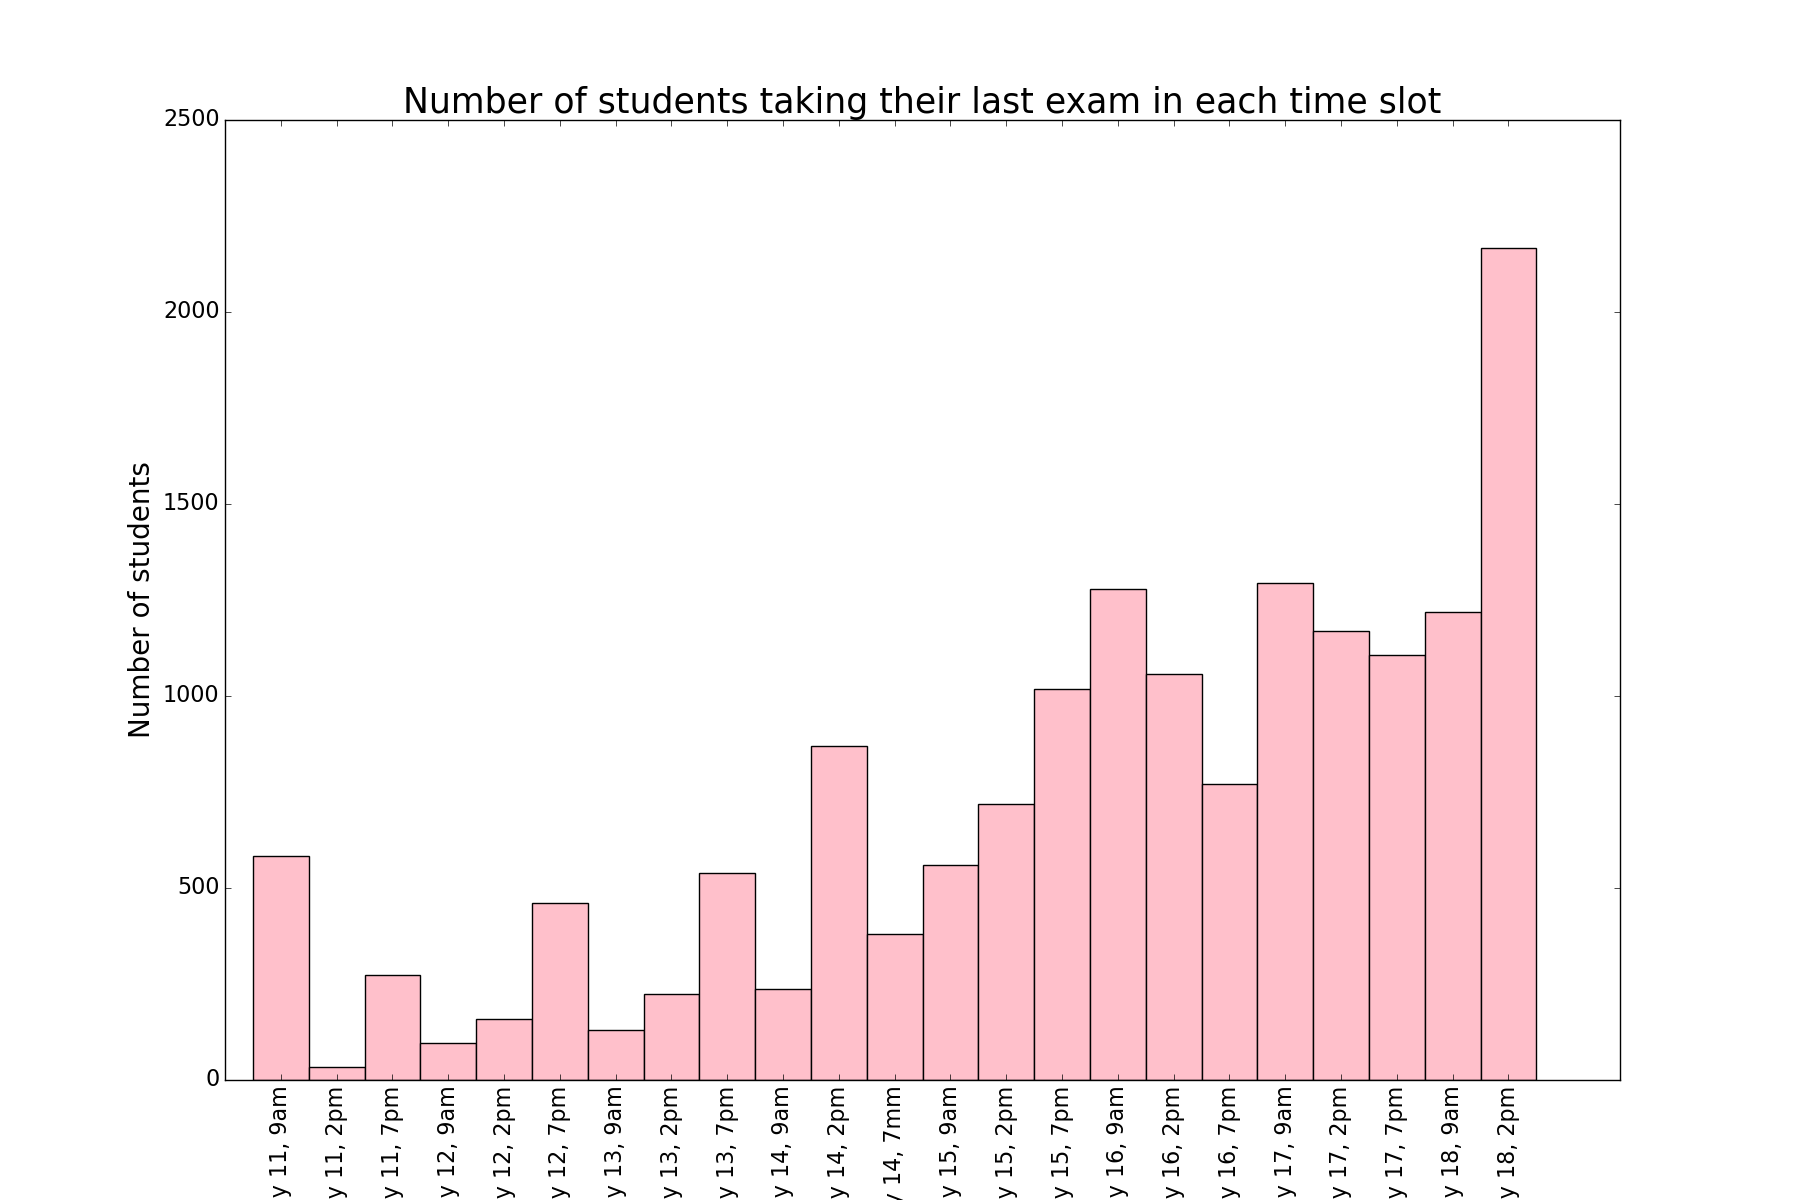 Number of students taking their last exam in each time slot
Number of students
2500
2000
1500
1000
500
0
y 11, 9am
y 11, 2pm
y 11, 7pm
y 12, 9am
y 12, 2pm
y 12, 7pm
y 13, 9am
y 13, 2pm
y 13, 7pm
y 14, 9am
y 14, 2pm
y 14, 7mm
y 15, 9am
y 15, 2pm
y 15, 7pm
y 16, 9am
y 16, 2pm
y 16, 7pm
y 17, 9am
y 17, 2pm
y 17, 7pm
y 18, 9am
y 18, 2pm